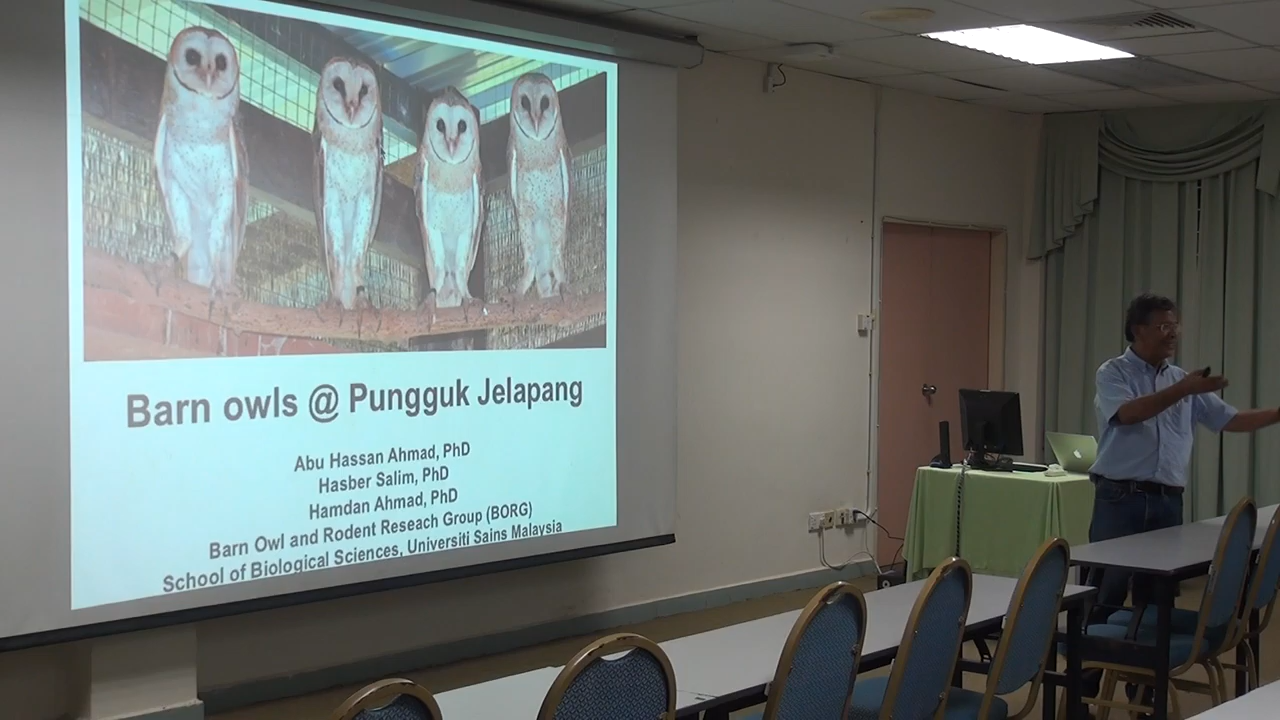 Barn owls @ Pungguk Jelapang
Abu Hassan Ahmad, PhD
Hasber Salim, PhD
Hamdan Ahmad, PhD
Barn Owl and Rodent Reseach Group (BORG)
School of Biological Sciences, Universiti Sains Malaysia